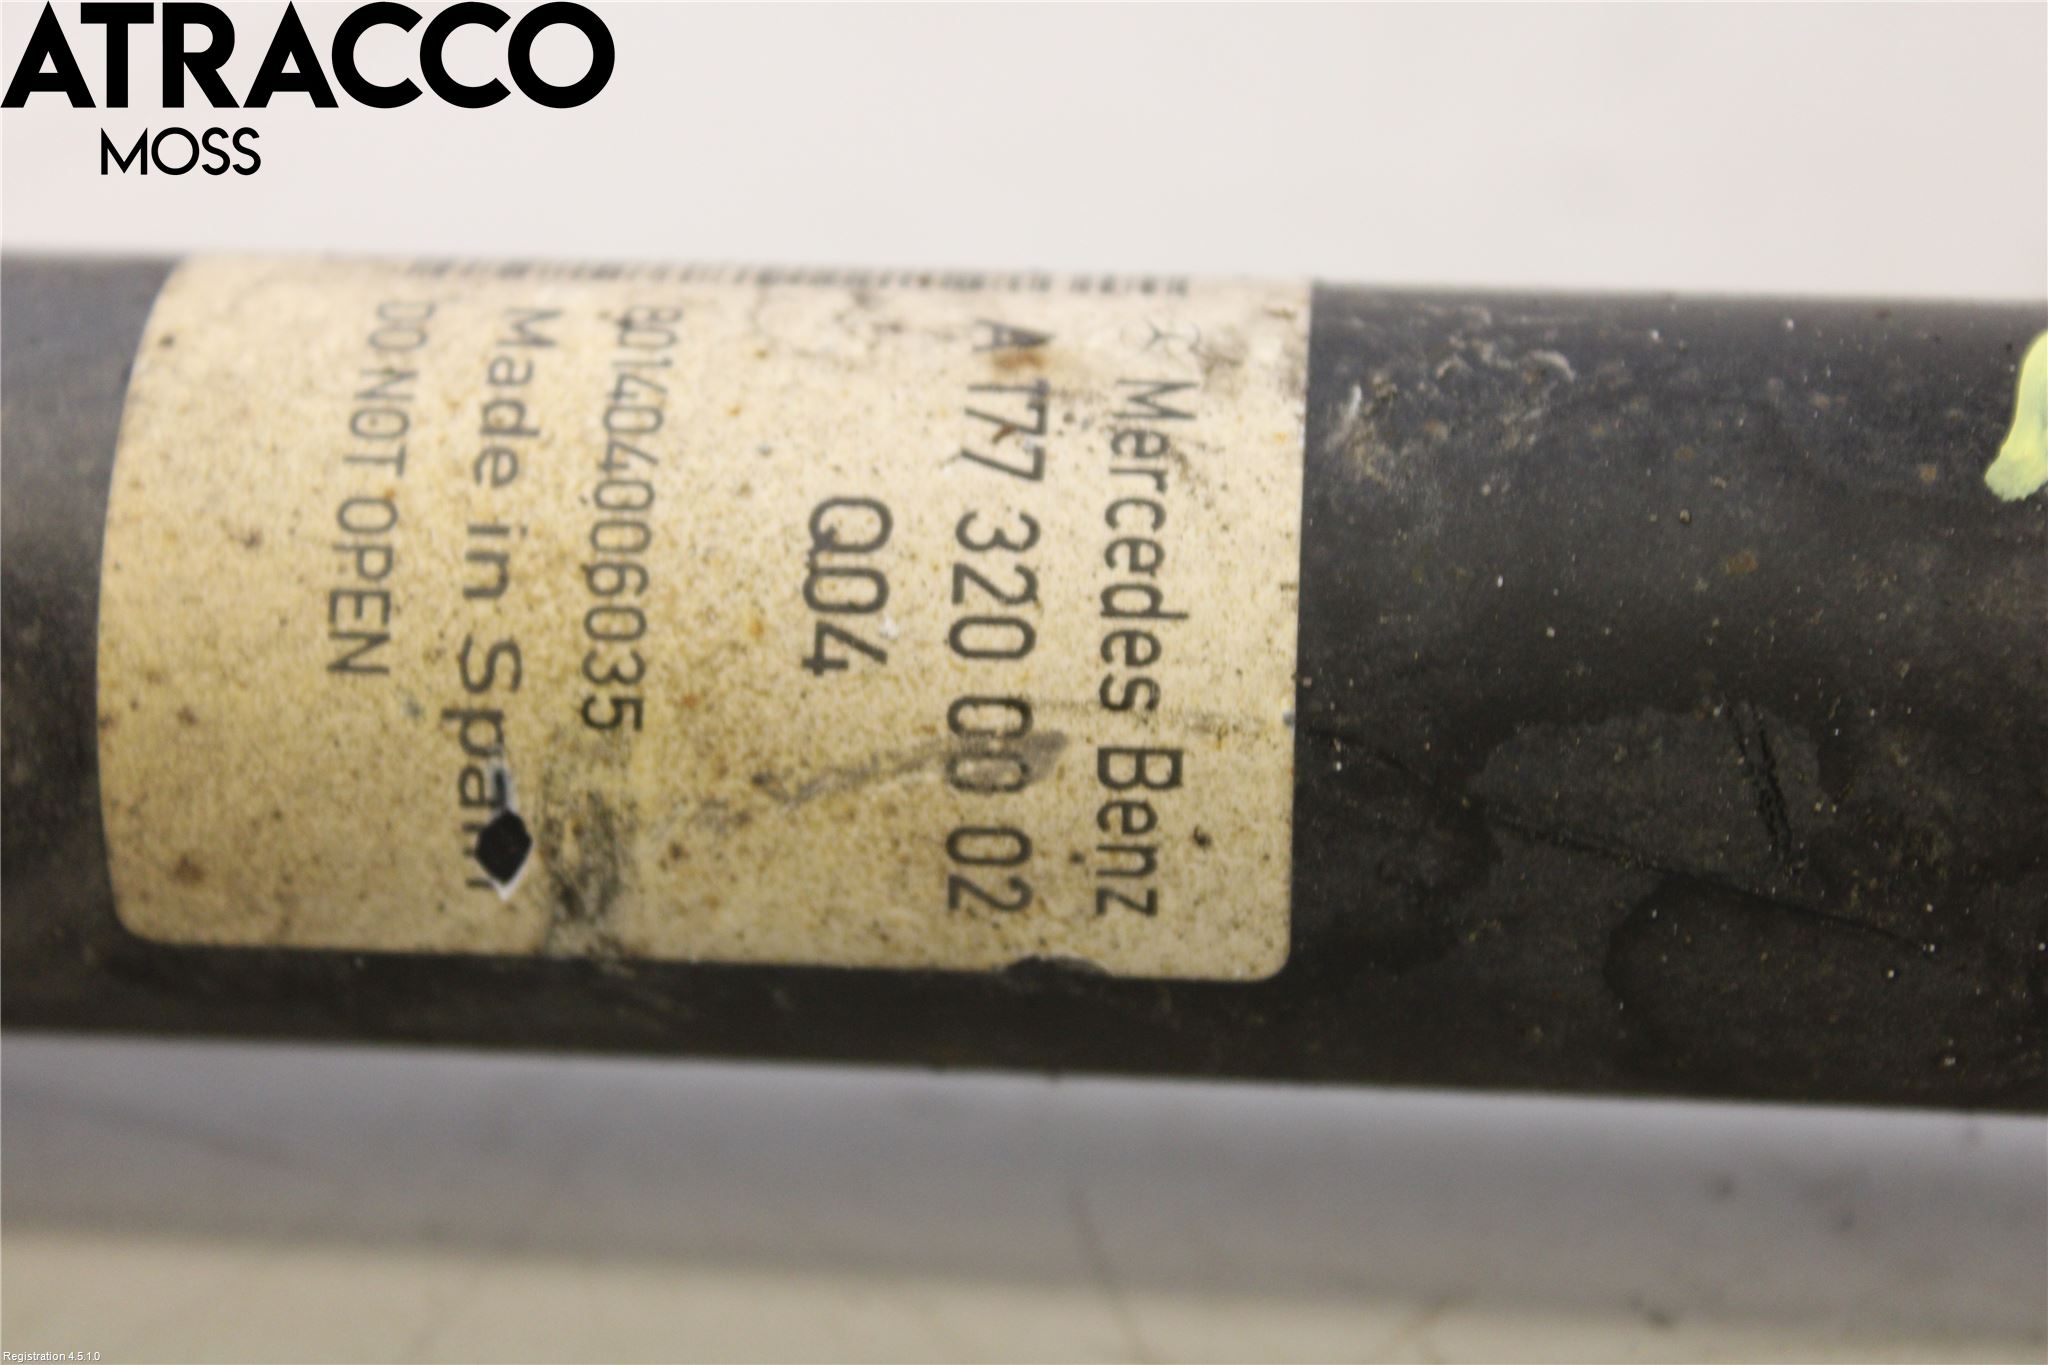 ATRACCO
MOSS
Mercedes Benz
A 177 320 00 02
Q04
B01404006035
Made in Spain
DO NOT OPEN
Registration 4.5.1.0